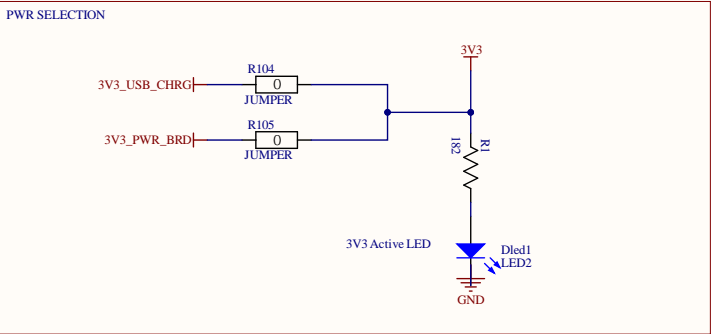 PWR SELECTION
3V3
R104
3V3_USB_CHRG
0
JUMPER
R105
3V3_PWR_BRD
0
JUMPER
R1
182
3V3 Active LED
Dled1
LED2
GND